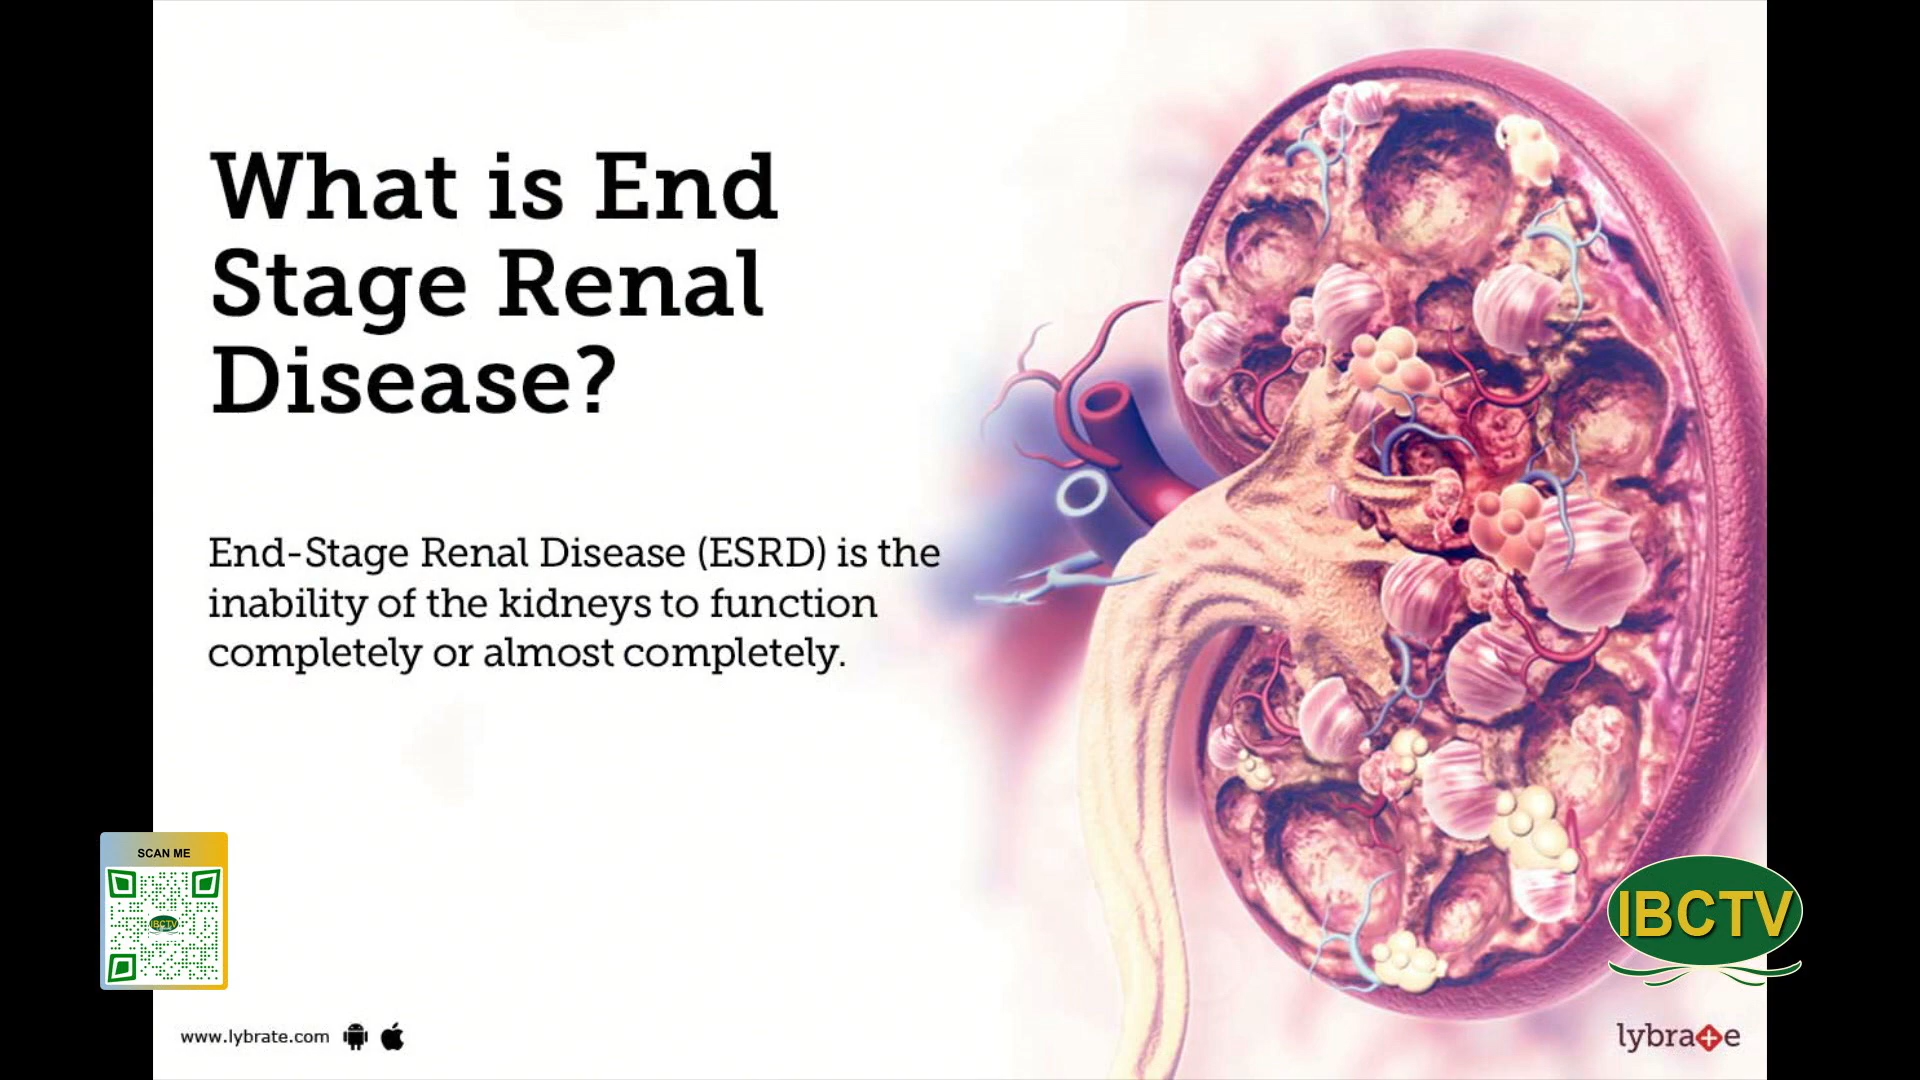 What is End
Stage Renal
Disease?
End-Stage Renal Disease (ESRD) is the
inability of the kidneys to function
completely or almost completely.
SCAN ME
IBCTV
IBCTV
www.lybrate.com
lybrate